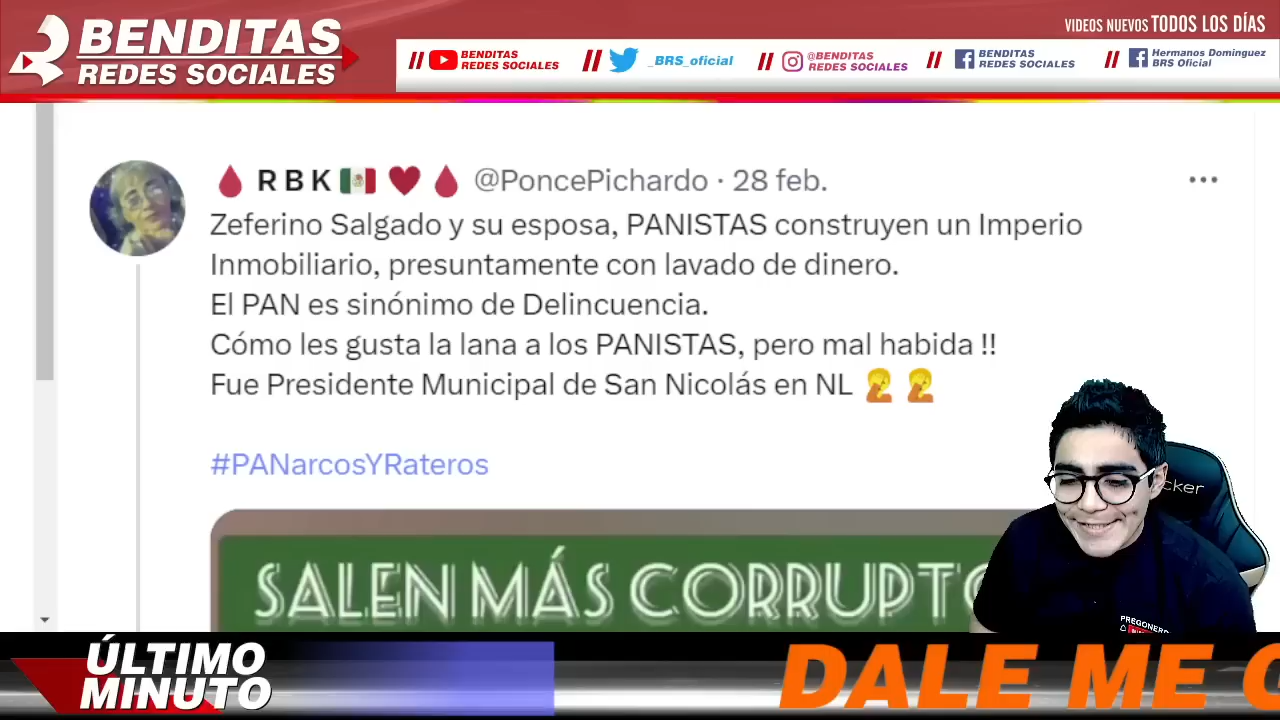 BENDITAS
REDES SOCIALES
VIDEOS NUEVOS TODOS LOS DÍAS
// BENDITAS REDES SOCIALES // _BRS_oficial // @BENDITAS REDES SOCIALES // BENDITAS REDES SOCIALES // Hermanos Dominguez BRS Oficial
🩸 R B K 🇲🇽 ❤️ 🩸 @PoncePichardo · 28 feb.
Zeferino Salgado y su esposa, PANISTAS construyen un Imperio
Inmobiliario, presuntamente con lavado de dinero.
El PAN es sinónimo de Delincuencia.
Cómo les gusta la lana a los PANISTAS, pero mal habida !!
Fue Presidente Municipal de San Nicolás en NL 🤦 🤦
#PANarcosYRateros
SALEN MÁS CORRUPTO
ÚLTIMO
MINUTO
DALE ME